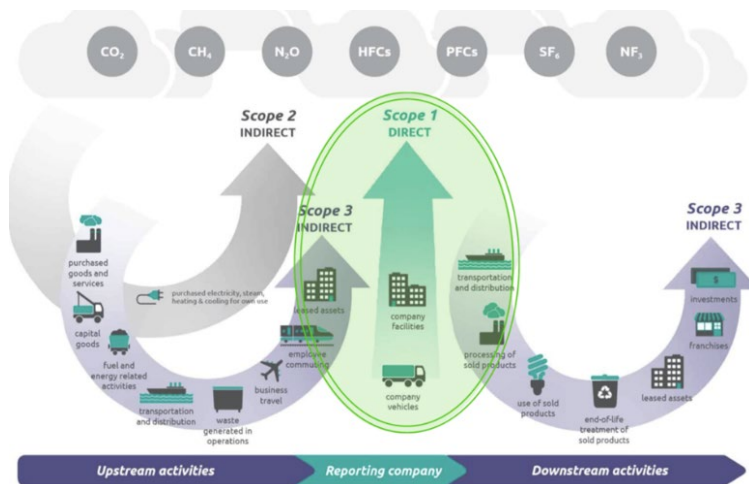 CO₂ CH₄ N₂O HFCs PFCs SF₆ NF₃
Scope 2
INDIRECT
Scope 1
DIRECT
Scope 3
INDIRECT
Scope 3
INDIRECT
purchased
goods and
services
capital
goods
fuel and
energy related
activities
transportation
and distribution
waste
generated in
operations
business
travel
employee
commuting
leased assets
purchased electricity, steam,
heating & cooling for own use
company
facilities
company
vehicles
transportation
and distribution
processing of
sold products
use of sold
products
end-of-life
treatment of
sold products
leased assets
franchises
investments
$
Upstream activities
Reporting company
Downstream activities